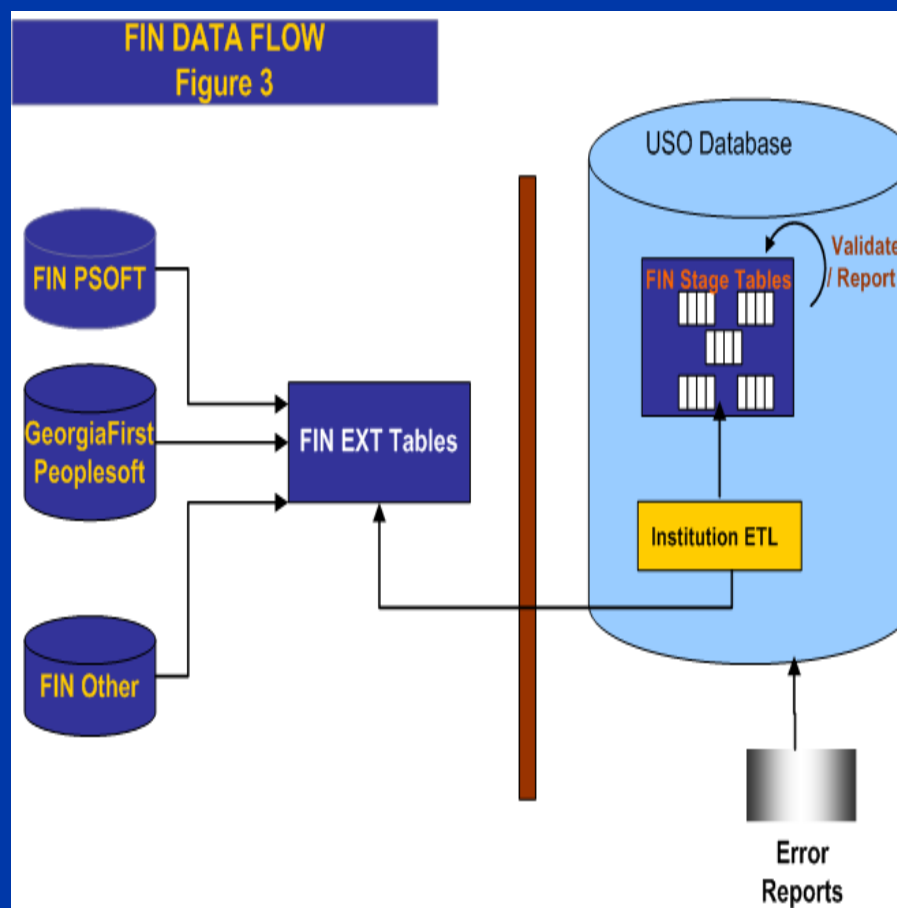 FIN DATA FLOW
Figure 3
USO Database
Validate
/ Report
FIN Stage Tables
FIN PSOFT
GeorgiaFirst
Peoplesoft
FIN EXT Tables
Institution ETL
FIN Other
Error
Reports